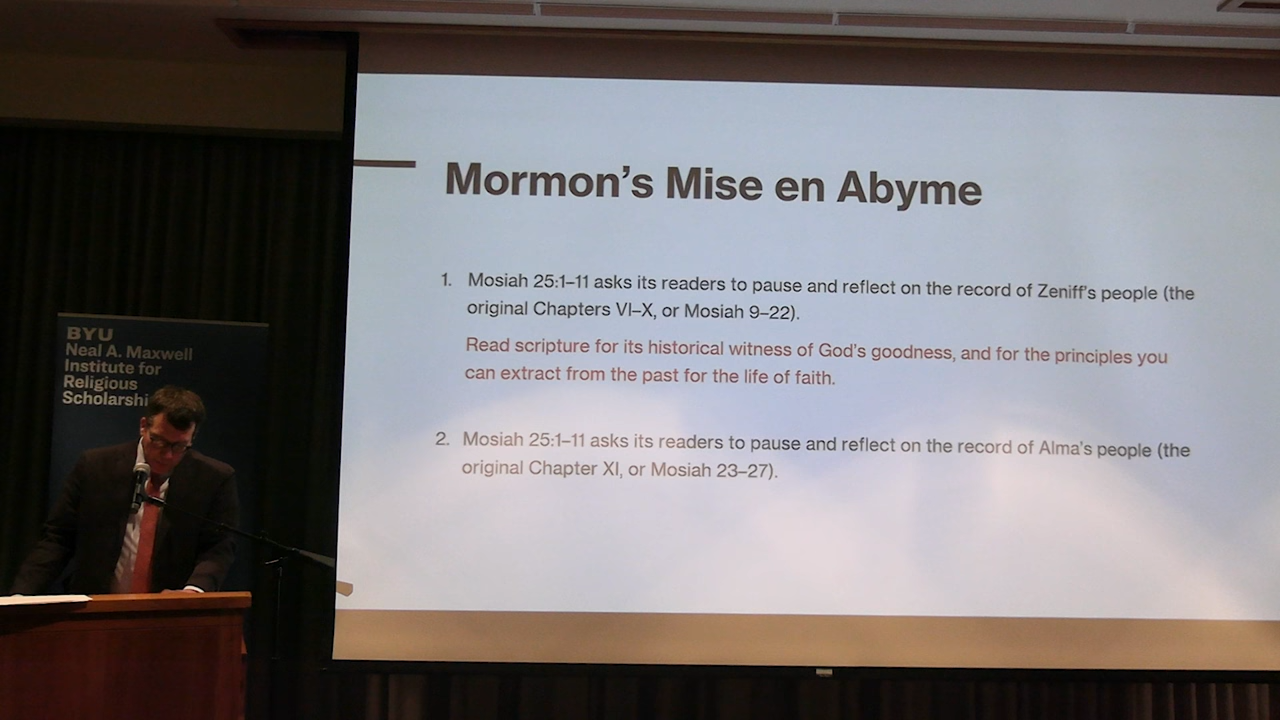 Mormon's Mise en Abyme
1. Mosiah 25:1–11 asks its readers to pause and reflect on the record of Zeniff's people (the
original Chapters VI–X, or Mosiah 9–22).
Read scripture for its historical witness of God's goodness, and for the principles you
can extract from the past for the life of faith.
2. Mosiah 25:1–11 asks its readers to pause and reflect on the record of Alma's people (the
original Chapter XI, or Mosiah 23–27).
BYU
Neal A. Maxwell
Institute for
Religious
Scholarshi